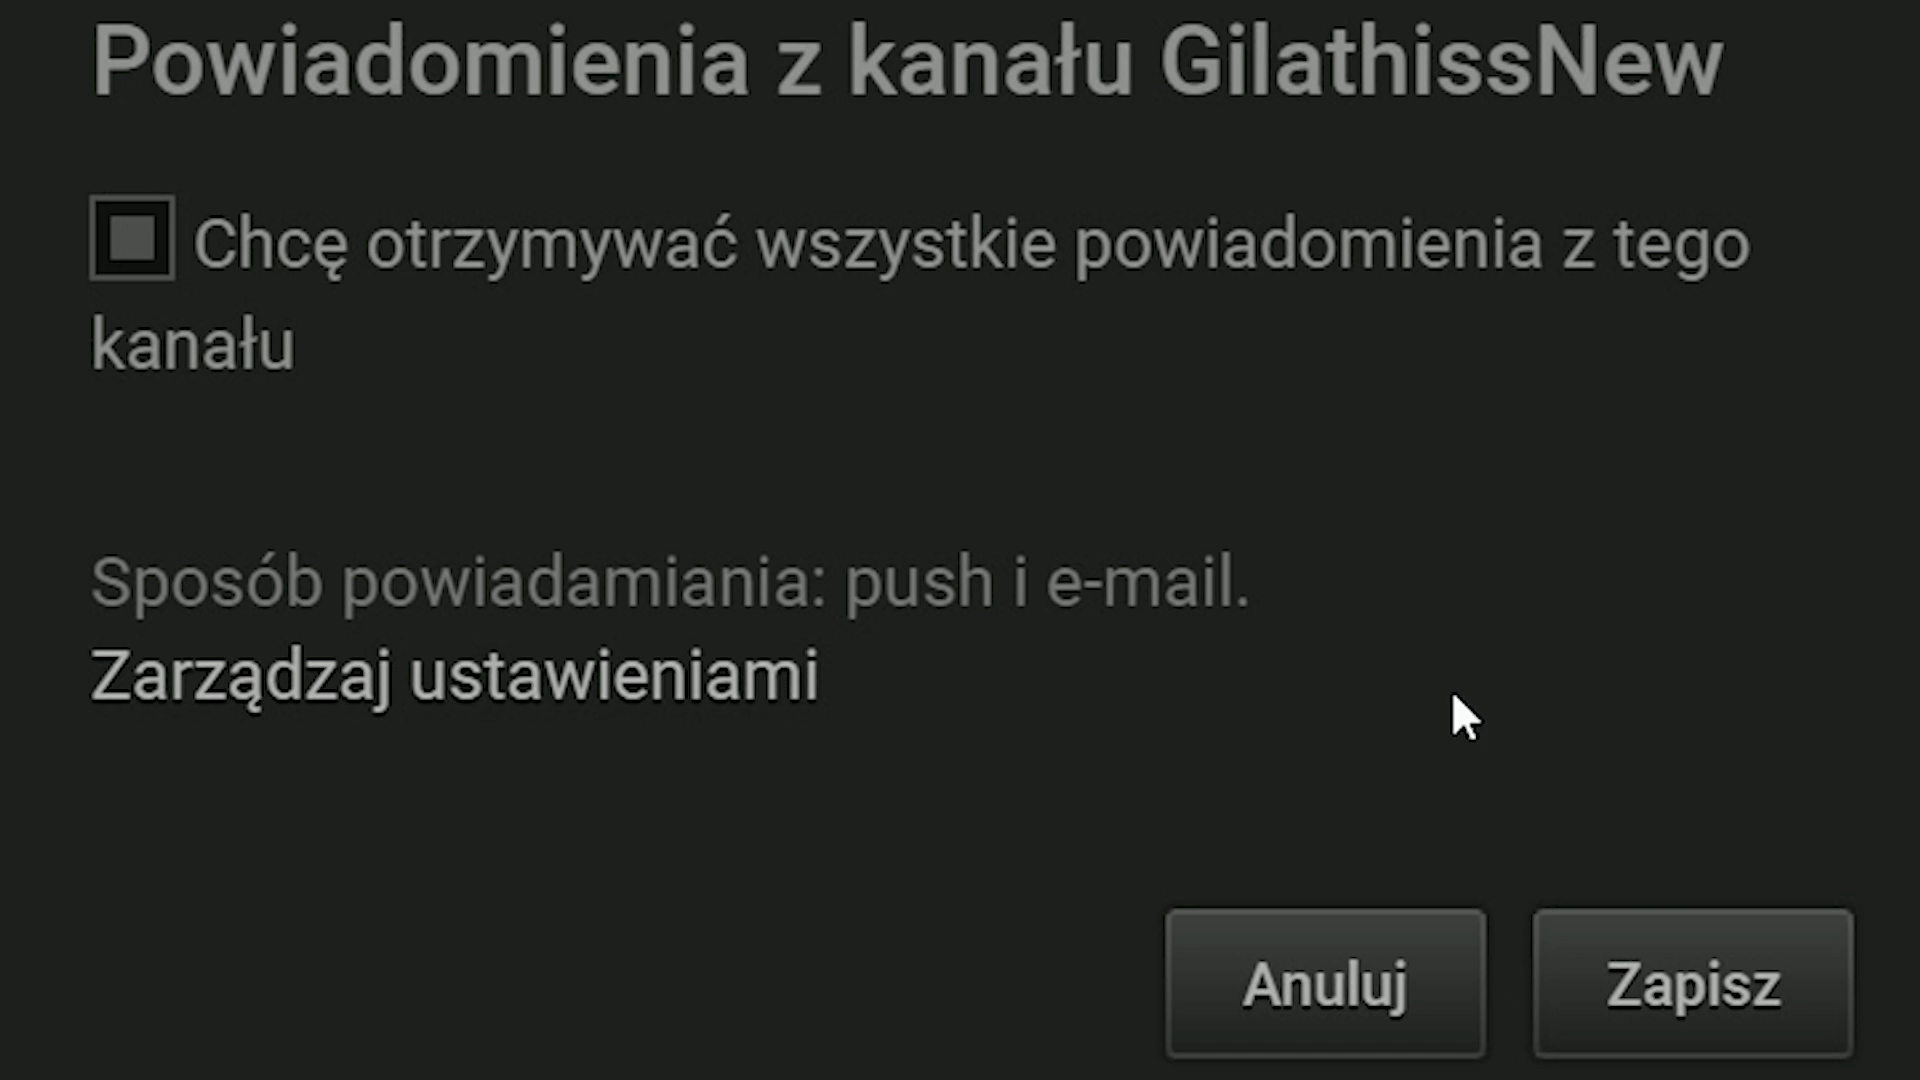 Powiadomienia z kanału GilathissNew
Chcę otrzymywać wszystkie powiadomienia z tego
kanału
Sposób powiadamiania: push i e-mail.
Zarządzaj ustawieniami
Anuluj Zapisz